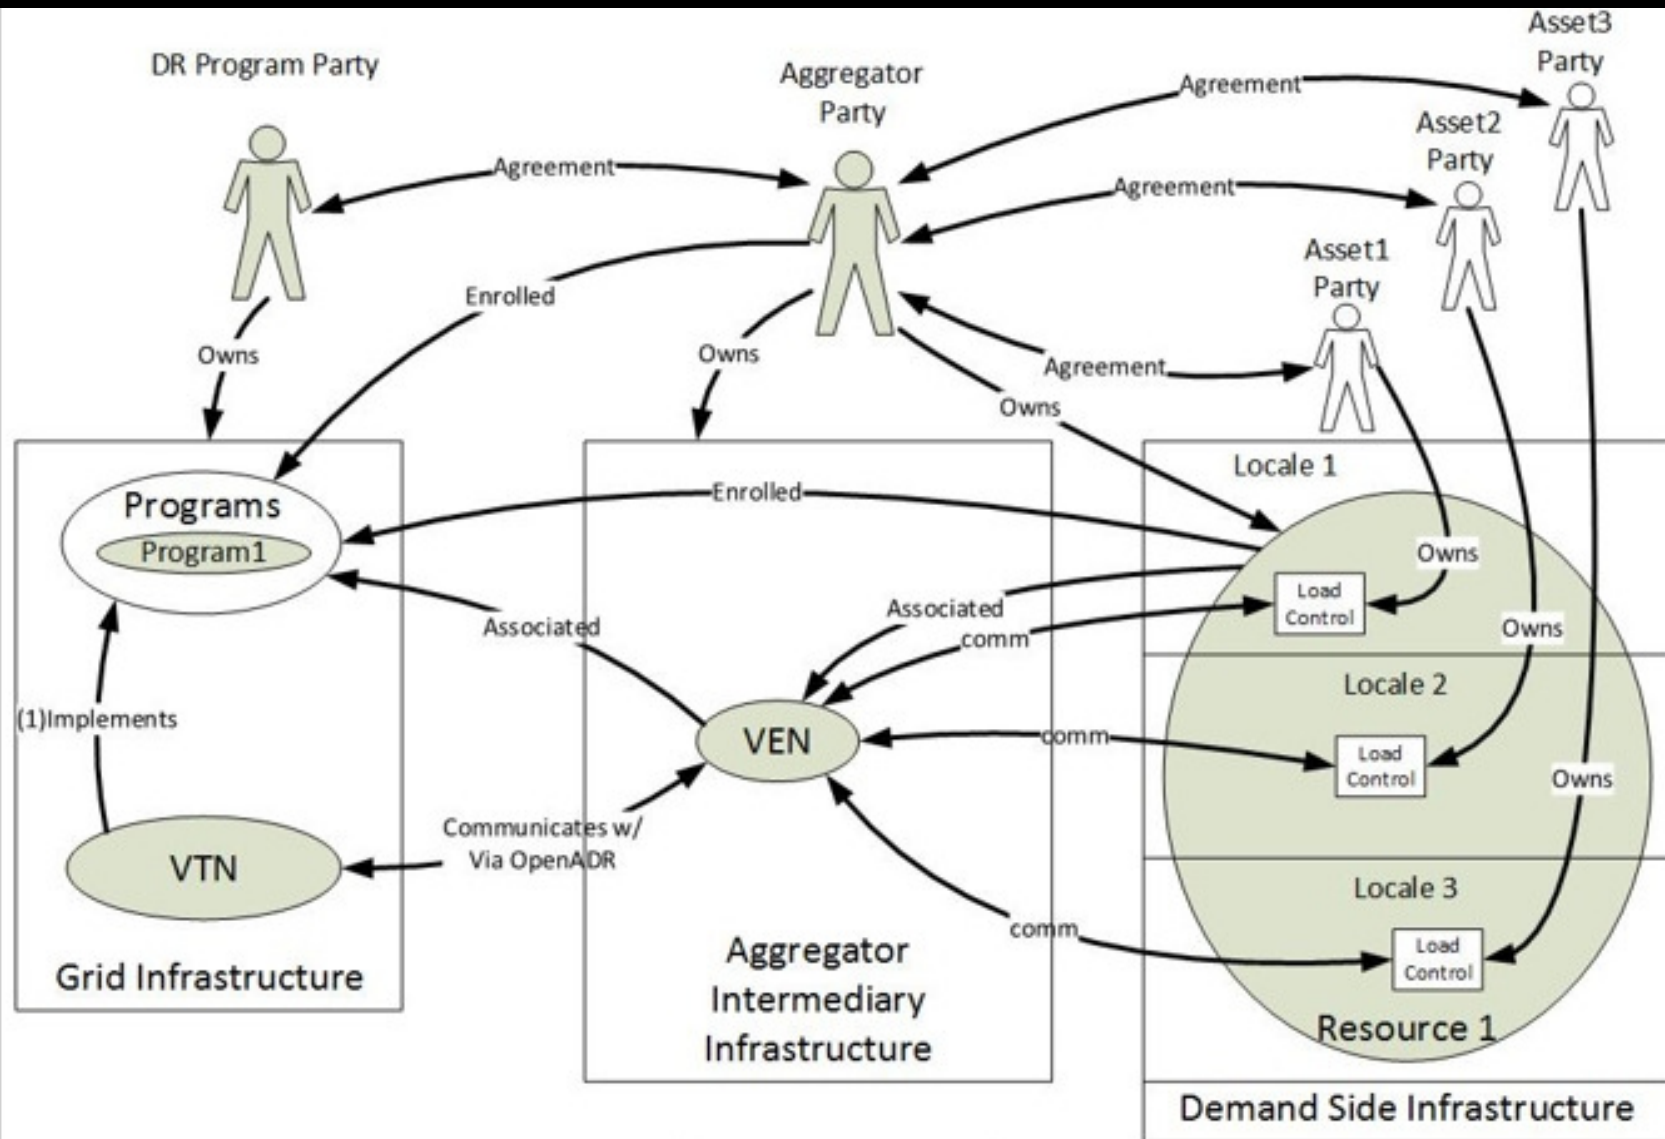 Asset3
Party
DR Program Party
Aggregator
Party
Agreement
Asset2
Party
Agreement
Agreement
Asset1
Party
Enrolled
Owns
Owns
Agreement
Owns
Locale 1
Enrolled
Programs
Program1
Owns
Load
Control
Associated
comm
Associated
Owns
Locale 2
(1)Implements
VEN
comm
Load
Control
Owns
Communicates w/
Via OpenADR
VTN
Locale 3
comm
Load
Control
Grid Infrastructure
Aggregator
Intermediary
Infrastructure
Resource 1
Demand Side Infrastructure